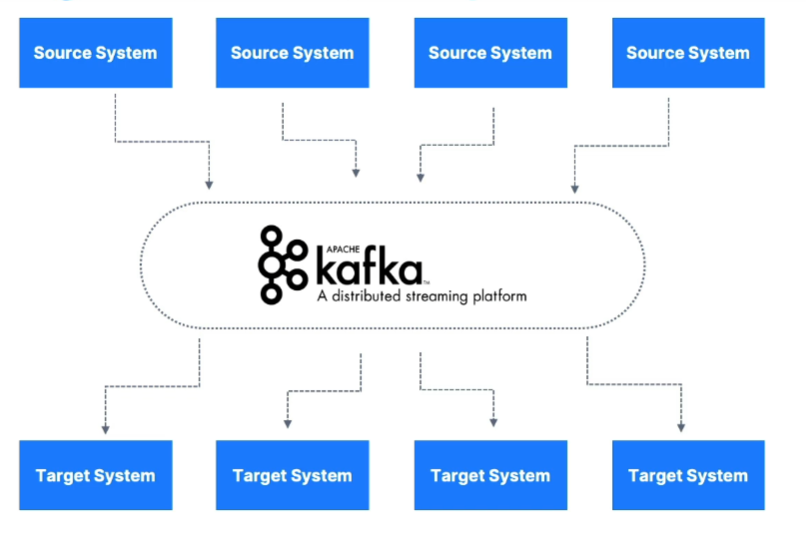 Source System
Source System
Source System
Source System
APACHE
kafka™
A distributed streaming platform
Target System
Target System
Target System
Target System